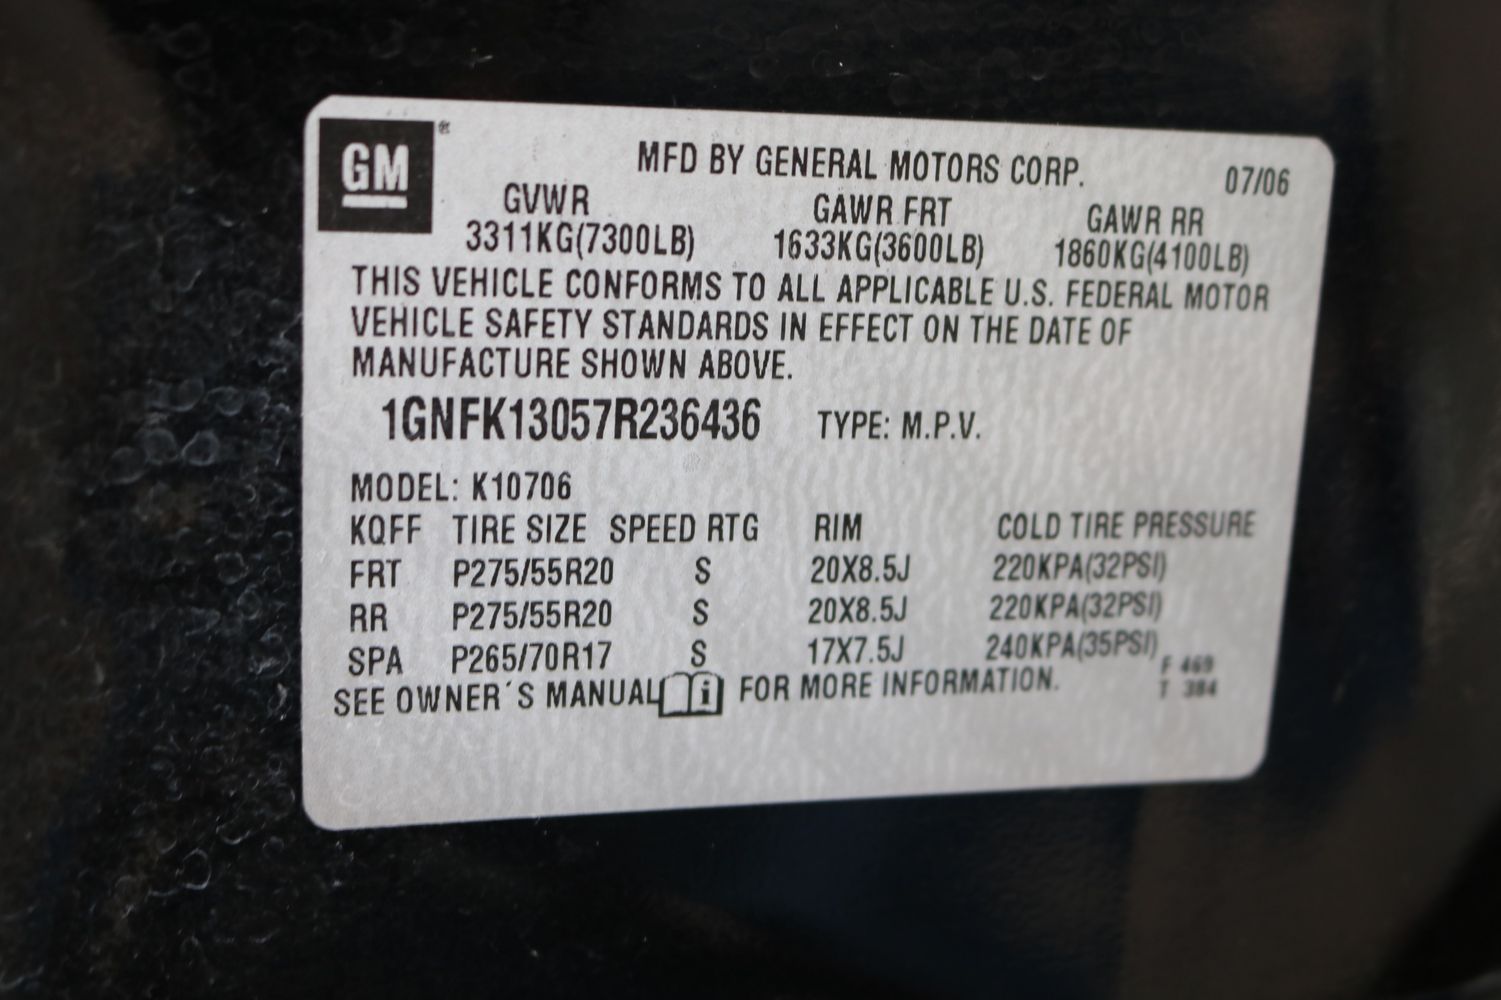 GM®
MFD BY GENERAL MOTORS CORP. 07/06
GVWR GAWR FRT GAWR RR
3311KG(7300LB) 1633KG(3600LB) 1860KG(4100LB)
THIS VEHICLE CONFORMS TO ALL APPLICABLE U.S. FEDERAL MOTOR
VEHICLE SAFETY STANDARDS IN EFFECT ON THE DATE OF
MANUFACTURE SHOWN ABOVE.
1GNFK13057R236436 TYPE: M.P.V.
MODEL: K10706
KQFF TIRE SIZE SPEED RTG RIM COLD TIRE PRESSURE
FRT P275/55R20 S 20X8.5J 220KPA(32PSI)
RR P275/55R20 S 20X8.5J 220KPA(32PSI)
SPA P265/70R17 S 17X7.5J 240KPA(35PSI)
SEE OWNER´S MANUAL i FOR MORE INFORMATION.
F 469
T 384